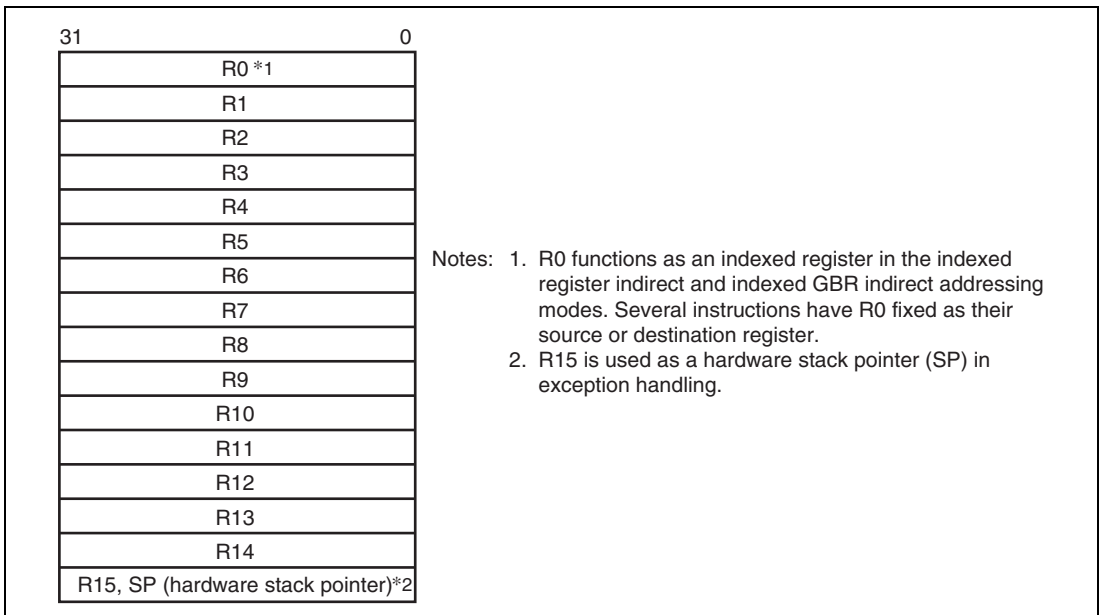 31 0
R0 *1
R1
R2
R3
R4
R5
R6
R7
R8
R9
R10
R11
R12
R13
R14
R15, SP (hardware stack pointer)*2
Notes: 1. R0 functions as an indexed register in the indexed
register indirect and indexed GBR indirect addressing
modes. Several instructions have R0 fixed as their
source or destination register.
2. R15 is used as a hardware stack pointer (SP) in
exception handling.